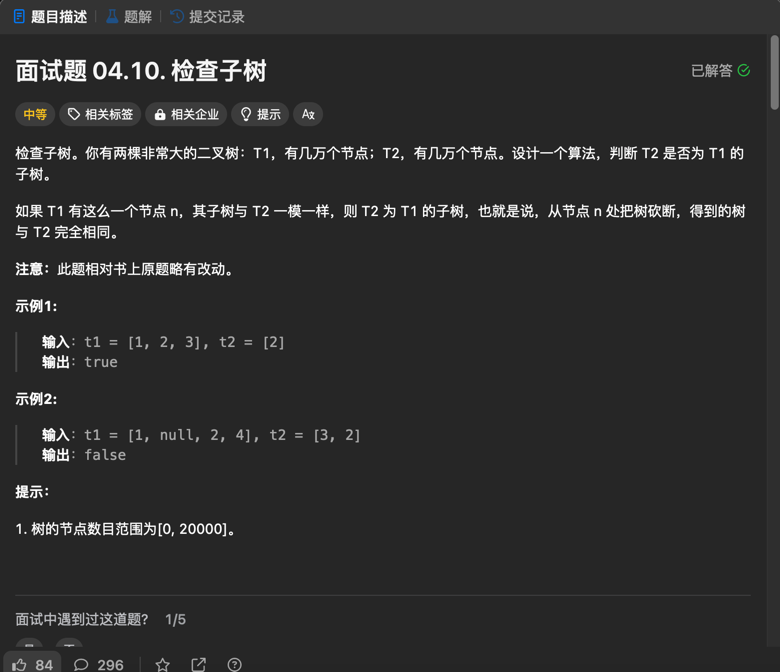 题目描述 题解 提交记录
面试题 04.10. 检查子树
已解答
中等 相关标签 相关企业 提示
检查子树。你有两棵非常大的二叉树：T1，有几万个节点；T2，有几万个节点。设计一个算法，判断 T2 是否为 T1 的
子树。
如果 T1 有这么一个节点 n，其子树与 T2 一模一样，则 T2 为 T1 的子树，也就是说，从节点 n 处把树砍断，得到的树
与 T2 完全相同。
注意：此题相对书上原题略有改动。
示例1:
输入：t1 = [1, 2, 3], t2 = [2]
输出：true
示例2:
输入：t1 = [1, null, 2, 4], t2 = [3, 2]
输出：false
提示：
1. 树的节点数目范围为[0, 20000]。
面试中遇到过这道题? 1/5
84 296